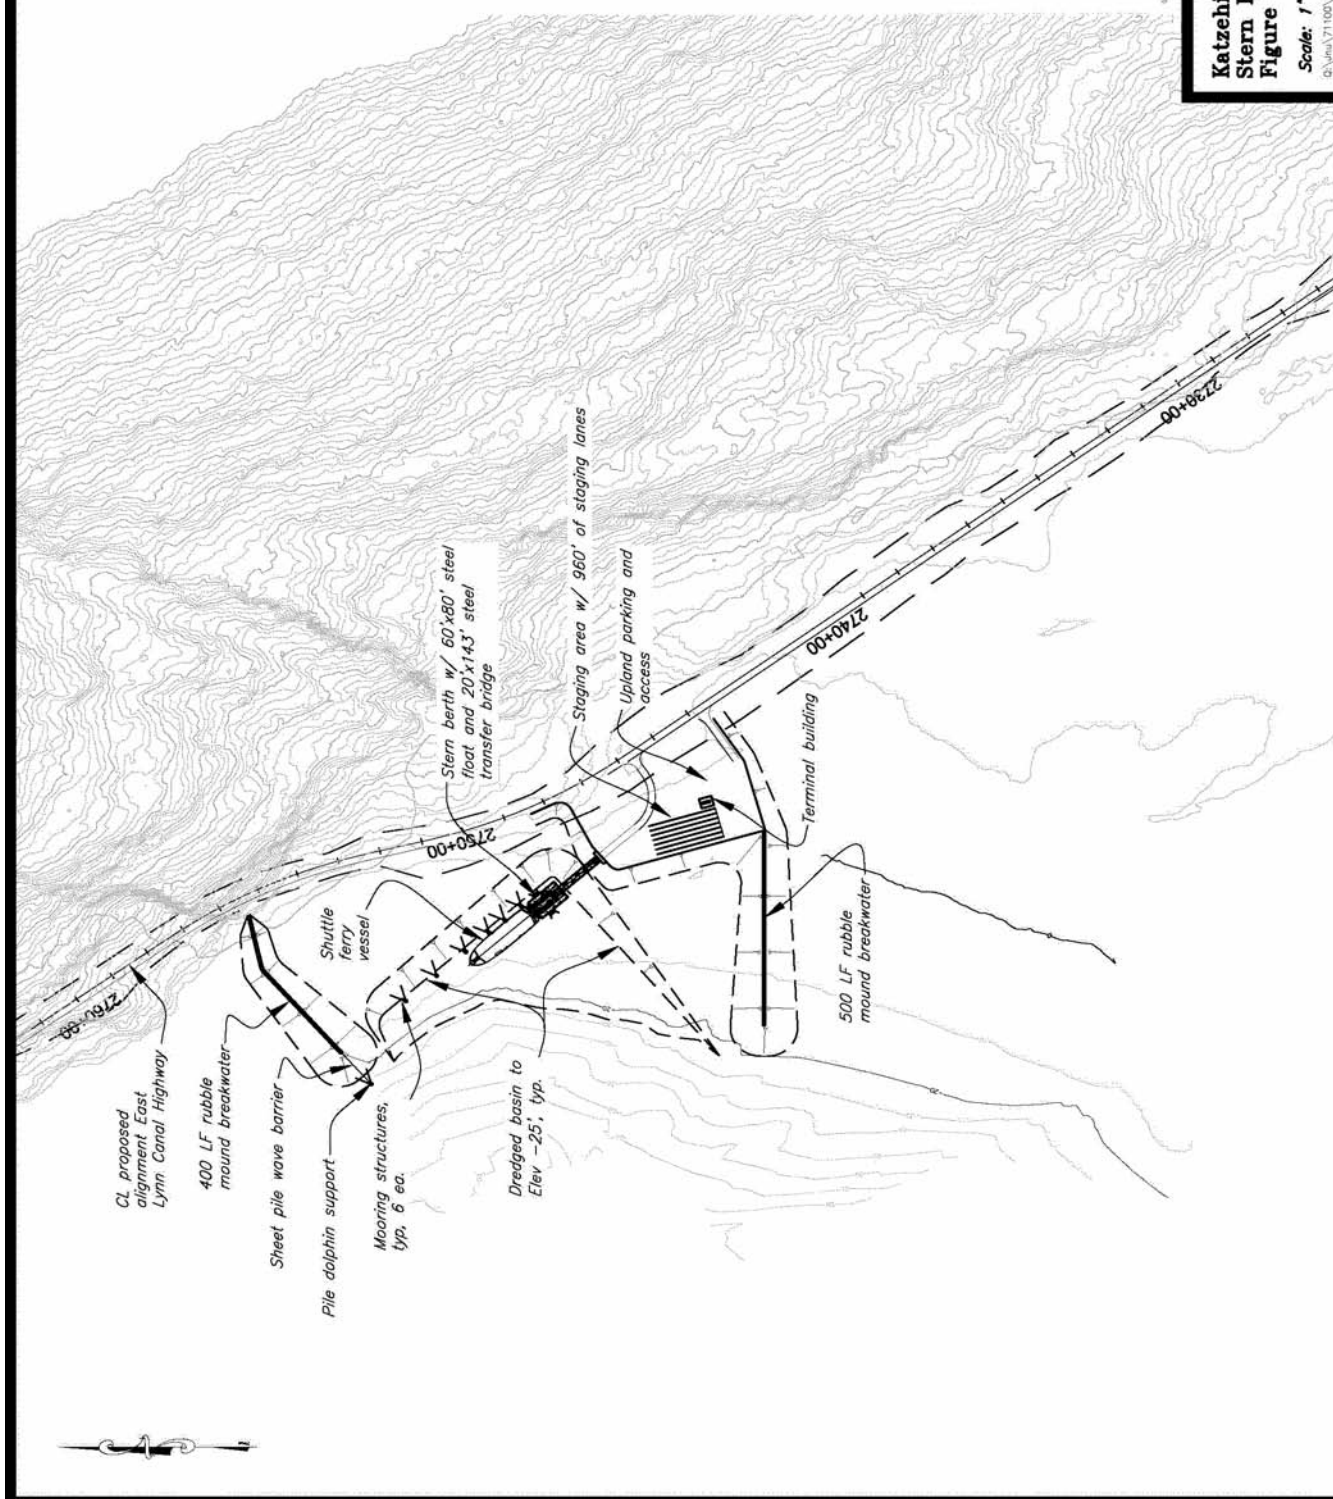 Katzehi
Stern
Figure
Scale: 1"
CL proposed
alignment East
Lynn Canal Highway
400 LF rubble
mound breakwater
Sheet pile wave barrier
Pile dolphin support
Mooring structures,
typ, 6 ea.
Shuttle
ferry
vessel
Stern berth w/ 60'x80' steel
float and 20'x143' steel
transfer bridge
Dredged basin to
Elev -25', typ.
Staging area w/ 960' of staging lanes
Upland parking and
access
Terminal building
500 LF rubble
mound breakwater
2760+00
2750+00
2740+00
2730+00